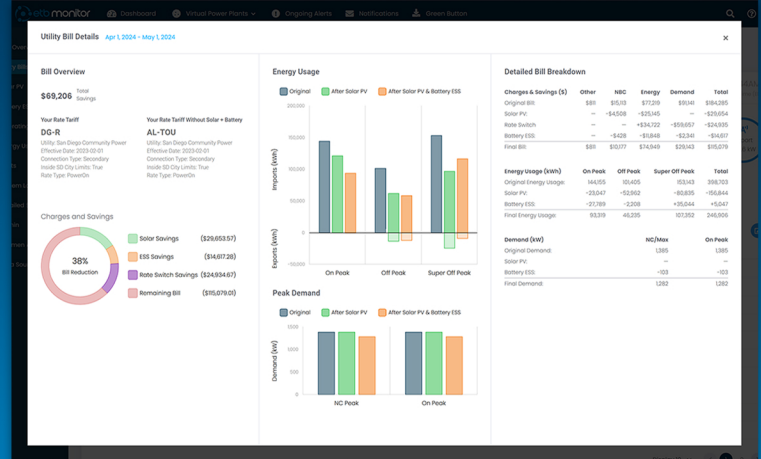 etb monitor
Dashboard
Virtual Power Plants
Ongoing Alerts
Notifications
Green Button
Utility Bill Details Apr 1, 2024 - May 1, 2024
×
Bill Overview
$69,206 Total Savings
Your Rate Tariff
DG-R
Utility: San Diego Community Power
Effective Date: 2023-02-01
Connection Type: Secondary
Inside SD City Limits: True
Rate Type: PowerOn
Your Rate Tariff Without Solar + Battery
AL-TOU
Utility: San Diego Community Power
Effective Date: 2023-02-01
Connection Type: Secondary
Inside SD City Limits: True
Rate Type: PowerOn
Charges and Savings
38%
Bill Reduction
Solar Savings ($29,653.57)
ESS Savings ($14,617.28)
Rate Switch Savings ($24,934.67)
Remaining Bill ($115,079.01)
Energy Usage
Original After Solar PV After Solar PV & Battery ESS
Imports (kWh)
Exports (kWh)
200,000
150,000
100,000
50,000
0
-50,000
On Peak Off Peak Super Off Peak
Peak Demand
Original After Solar PV After Solar PV & Battery ESS
Demand (kW)
1,500
1,000
500
0
NC Peak On Peak
Detailed Bill Breakdown
Charges & Savings ($) Other NBC Energy Demand Total
Original Bill: $811 $15,113 $77,219 $91,141 $184,285
Solar PV: — -$4,508 -$25,145 — -$29,654
Rate Switch — — +$34,722 -$59,657 -$24,935
Battery ESS: — -$428 -$11,848 -$2,341 -$14,617
Final Bill: $811 $10,177 $74,949 $29,143 $115,079
Energy Usage (kWh) On Peak Off Peak Super Off Peak Total
Original Energy Usage: 144,155 101,405 153,143 398,703
Solar PV: -23,047 -52,962 -80,835 -156,844
Battery ESS: -27,789 -2,208 +35,044 +5,047
Final Energy Usage: 93,319 46,235 107,352 246,906
Demand (kW) NC/Max On Peak
Original Demand: 1,385 1,385
Solar PV: — —
Battery ESS: -103 -103
Final Demand: 1,282 1,282